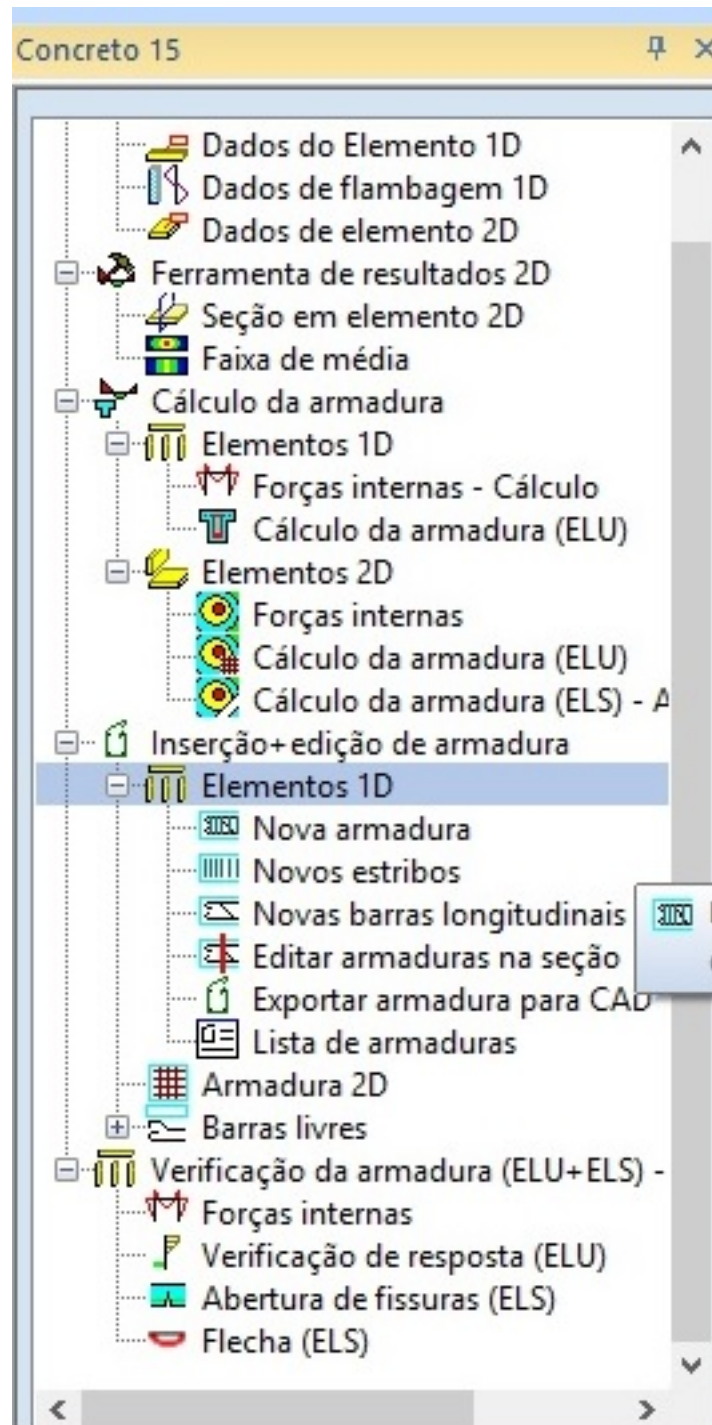 Concreto 15
Dados do Elemento 1D
Dados de flambagem 1D
Dados de elemento 2D
Ferramenta de resultados 2D
Seção em elemento 2D
Faixa de média
Cálculo da armadura
Elementos 1D
Forças internas - Cálculo
Cálculo da armadura (ELU)
Elementos 2D
Forças internas
Cálculo da armadura (ELU)
Cálculo da armadura (ELS) - A
Inserção+edição de armadura
Elementos 1D
Nova armadura
Novos estribos
Novas barras longitudinais
Editar armaduras na seção
Exportar armadura para CAD
Lista de armaduras
Armadura 2D
Barras livres
Verificação da armadura (ELU+ELS) -
Forças internas
Verificação de resposta (ELU)
Abertura de fissuras (ELS)
Flecha (ELS)